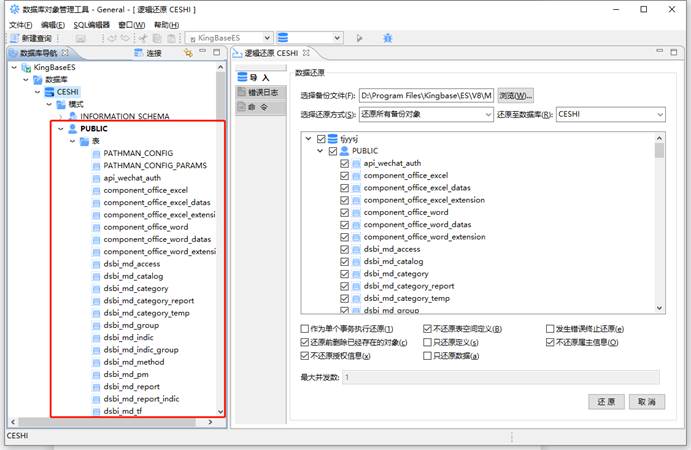 数据库对象管理工具 - General - [ 逻辑还原 CESHI ]
文件(F) 编辑(E) SQL编辑器 窗口(W) 帮助(H)
新建查询 KingBaseES
数据库导航 连接
KingBaseES
数据库
CESHI
模式
INFORMATION_SCHEMA
PUBLIC
表
PATHMAN_CONFIG
PATHMAN_CONFIG_PARAMS
api_wechat_auth
component_office_excel
component_office_excel_datas
component_office_excel_extensi
component_office_word
component_office_word_datas
component_office_word_extensi
dsbi_md_access
dsbi_md_catalog
dsbi_md_category
dsbi_md_category_report
dsbi_md_category_temp
dsbi_md_group
dsbi_md_indic
dsbi_md_indic_group
dsbi_md_method
dsbi_md_pm
dsbi_md_report
dsbi_md_report_indic
dsbi_md_tf
逻辑还原 CESHI
导 入
错误日志
命 令
数据还原
选择备份文件(F): D:\Program Files\Kingbase\ES\V8\M 浏览(W)...
选择还原方式(S): 还原所有备份对象 还原至数据库(R): CESHI
tjyysj
PUBLIC
api_wechat_auth
component_office_excel
component_office_excel_datas
component_office_excel_extension
component_office_word
component_office_word_datas
component_office_word_extension
dsbi_md_access
dsbi_md_catalog
dsbi_md_category
dsbi_md_category_report
dsbi_md_category_temp
dsbi_md_group
作为单个事务执行还原(1) 不还原表空间定义(B) 发生错误终止还原(e)
还原前删除已经存在的对象(c) 只还原定义(s) 不还原属主信息(O)
不还原授权信息(x) 只还原数据(a)
最大并发数: 1
还 原 取 消
CESHI